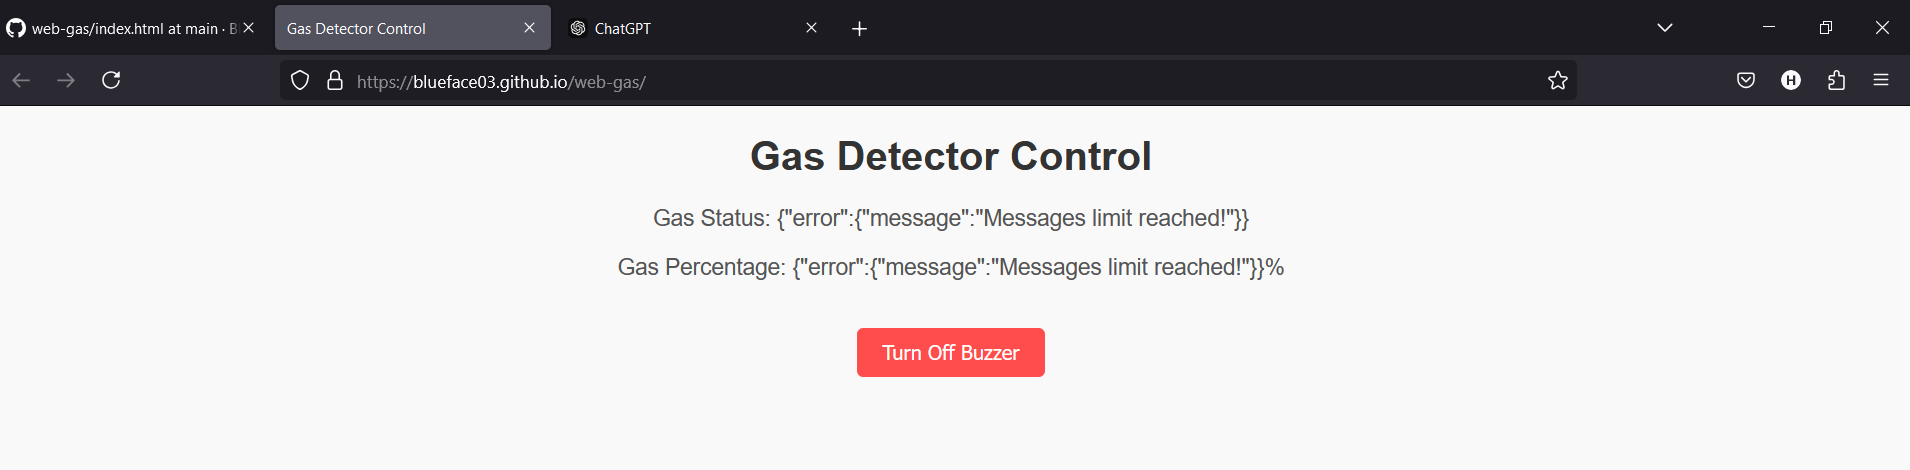 web-gas/index.html at main · B
Gas Detector Control
ChatGPT
https://blueface03.github.io/web-gas/
H
Gas Detector Control
Gas Status: {"error":{"message":"Messages limit reached!"}}
Gas Percentage: {"error":{"message":"Messages limit reached!"}}%
Turn Off Buzzer